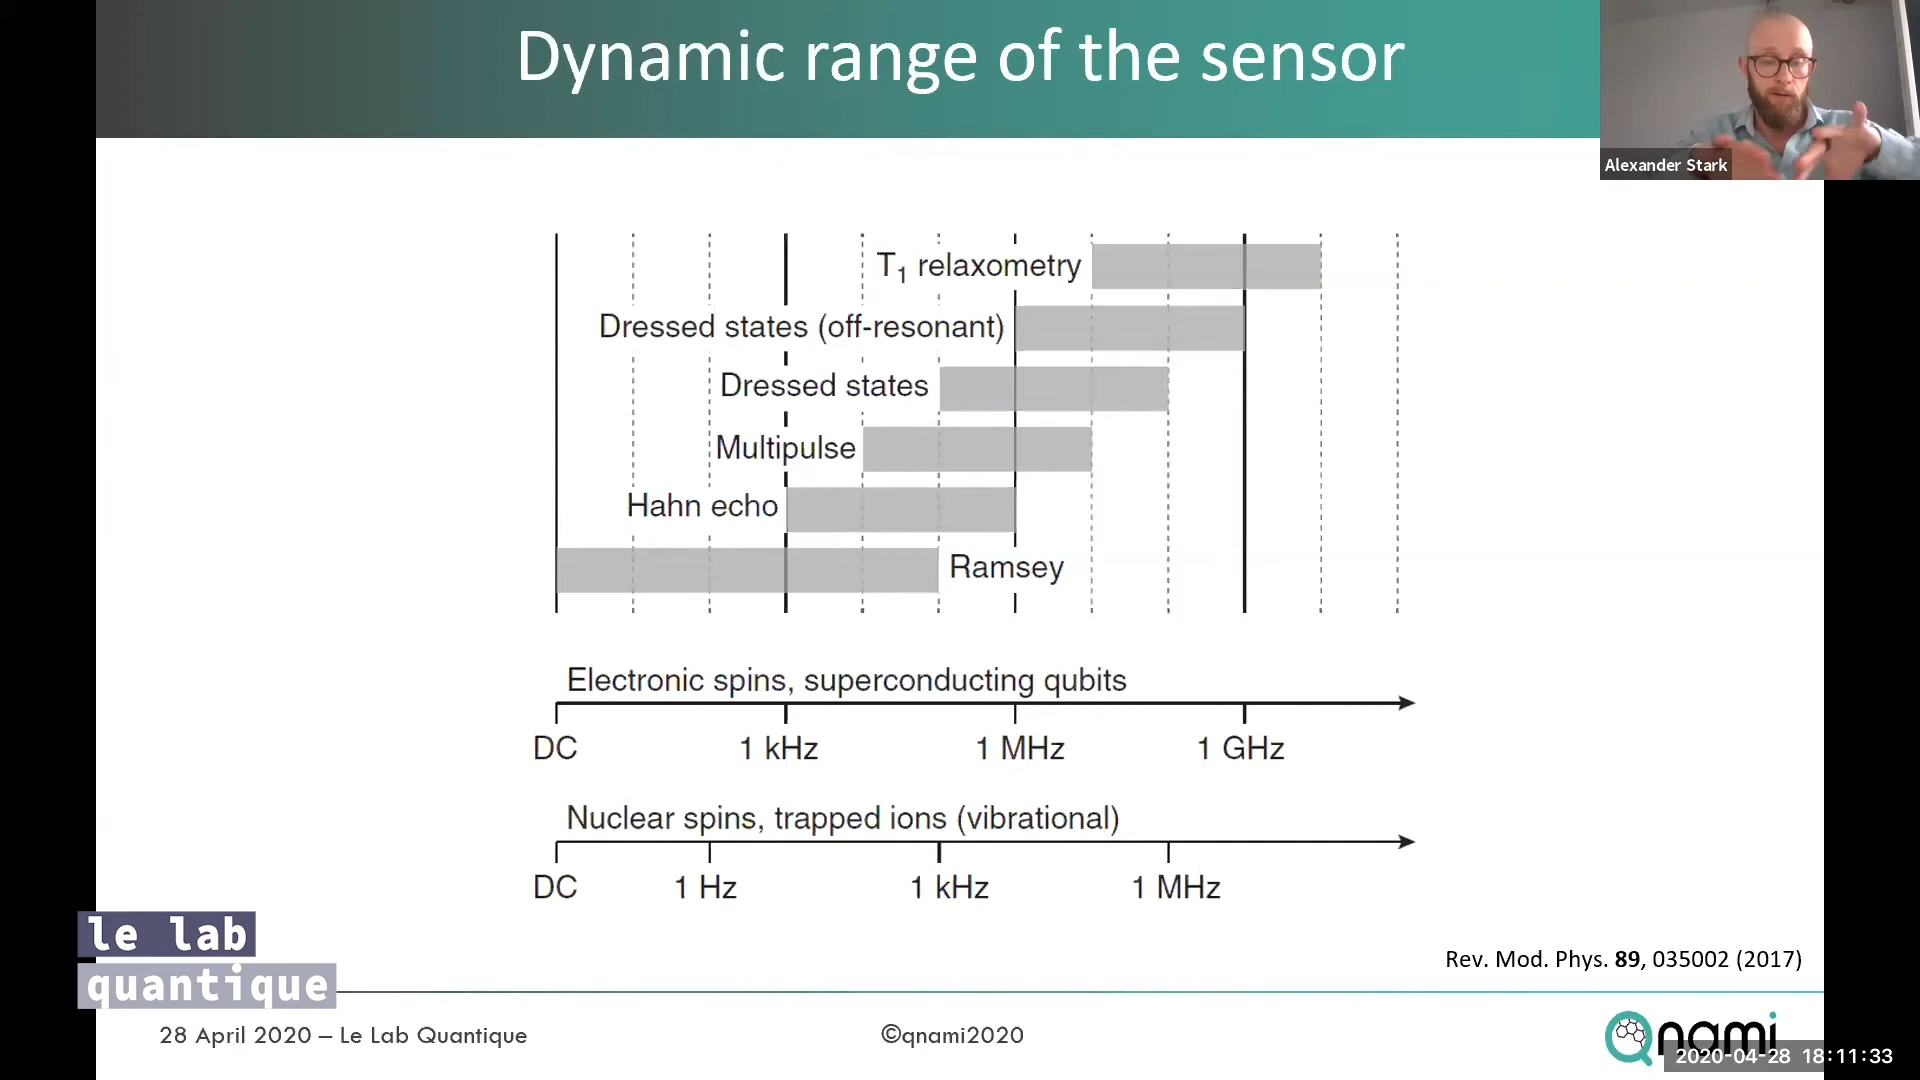 Dynamic range of the sensor
Alexander Stark
T₁ relaxometry
Dressed states (off-resonant)
Dressed states
Multipulse
Hahn echo
Ramsey
Electronic spins, superconducting qubits
DC 1 kHz 1 MHz 1 GHz
Nuclear spins, trapped ions (vibrational)
DC 1 Hz 1 kHz 1 MHz
le lab
quantique
Rev. Mod. Phys. 89, 035002 (2017)
28 April 2020 – Le Lab Quantique
©qnami2020
Qnami
2020-04-28 18:11:33